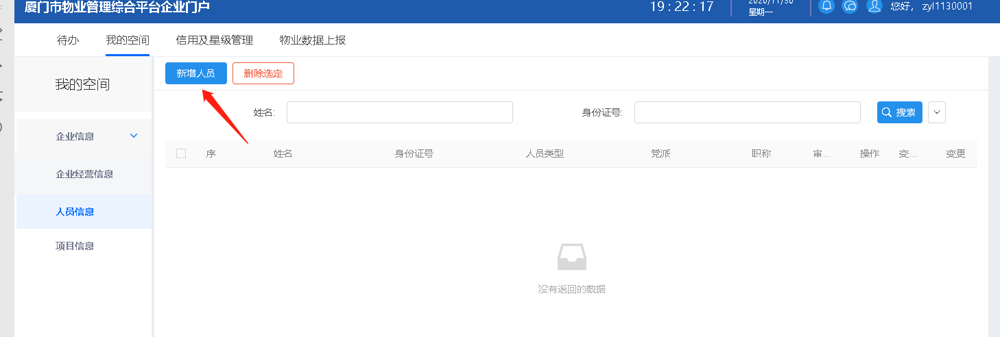 厦门市物业管理综合平台企业门户
19:22:17
2020/11/30
星期一
您好， zyl1130001
待办 我的空间 信用及星级管理 物业数据上报
我的空间
新增人员 删除选定
姓名:
身份证号:
搜索
企业信息
序 姓名 身份证号 人员类型 党派 职称 审... 操作 变... 变更
企业经营信息
人员信息
项目信息
没有返回的数据